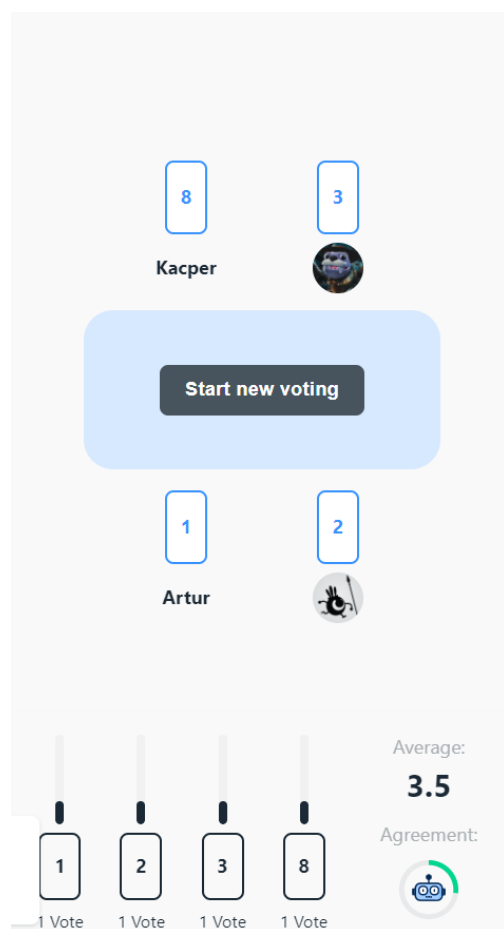 8 3
Kacper
Start new voting
1 2
Artur
Average:
3.5
Agreement:
1 2 3 8
1 Vote 1 Vote 1 Vote 1 Vote